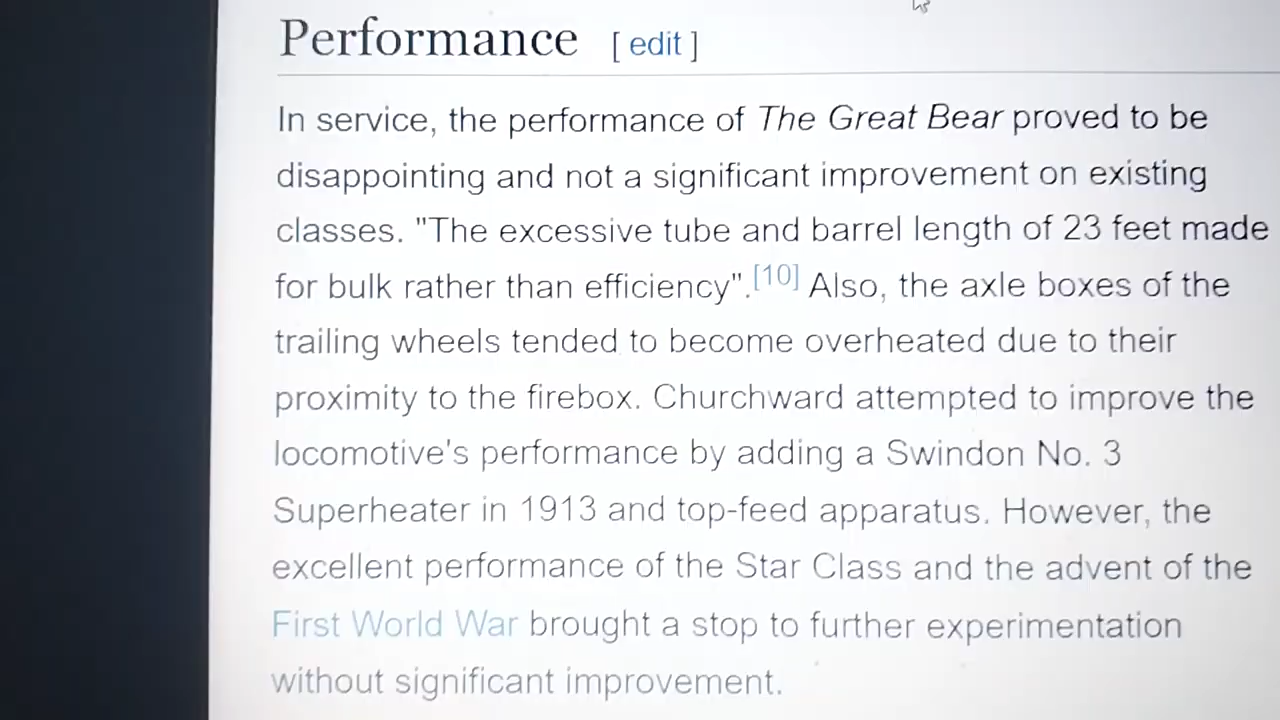 Performance [ edit ]
In service, the performance of The Great Bear proved to be
disappointing and not a significant improvement on existing
classes. "The excessive tube and barrel length of 23 feet made
for bulk rather than efficiency".[10] Also, the axle boxes of the
trailing wheels tended to become overheated due to their
proximity to the firebox. Churchward attempted to improve the
locomotive's performance by adding a Swindon No. 3
Superheater in 1913 and top-feed apparatus. However, the
excellent performance of the Star Class and the advent of the
First World War brought a stop to further experimentation
without significant improvement.